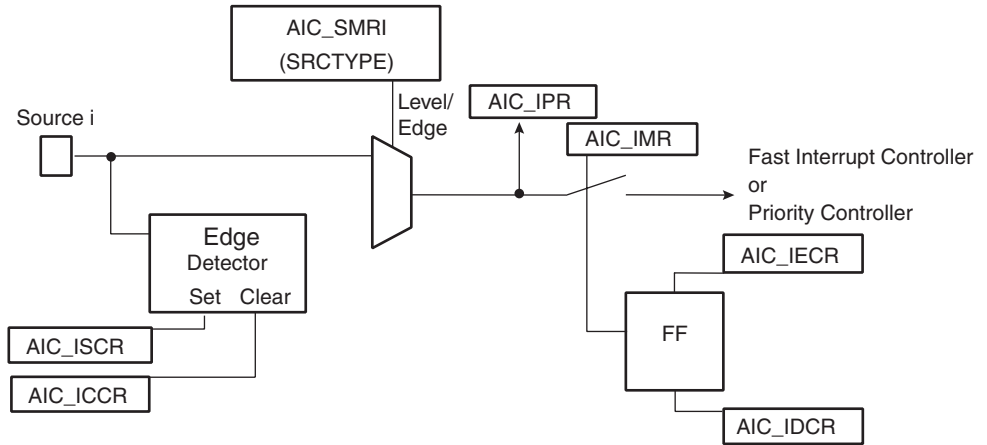 AIC_SMRI
(SRCTYPE)
Level/
Edge
AIC_IPR
AIC_IMR
Source i
Fast Interrupt Controller
or
Priority Controller
Edge
Detector
Set Clear
AIC_IECR
FF
AIC_ISCR
AIC_ICCR
AIC_IDCR